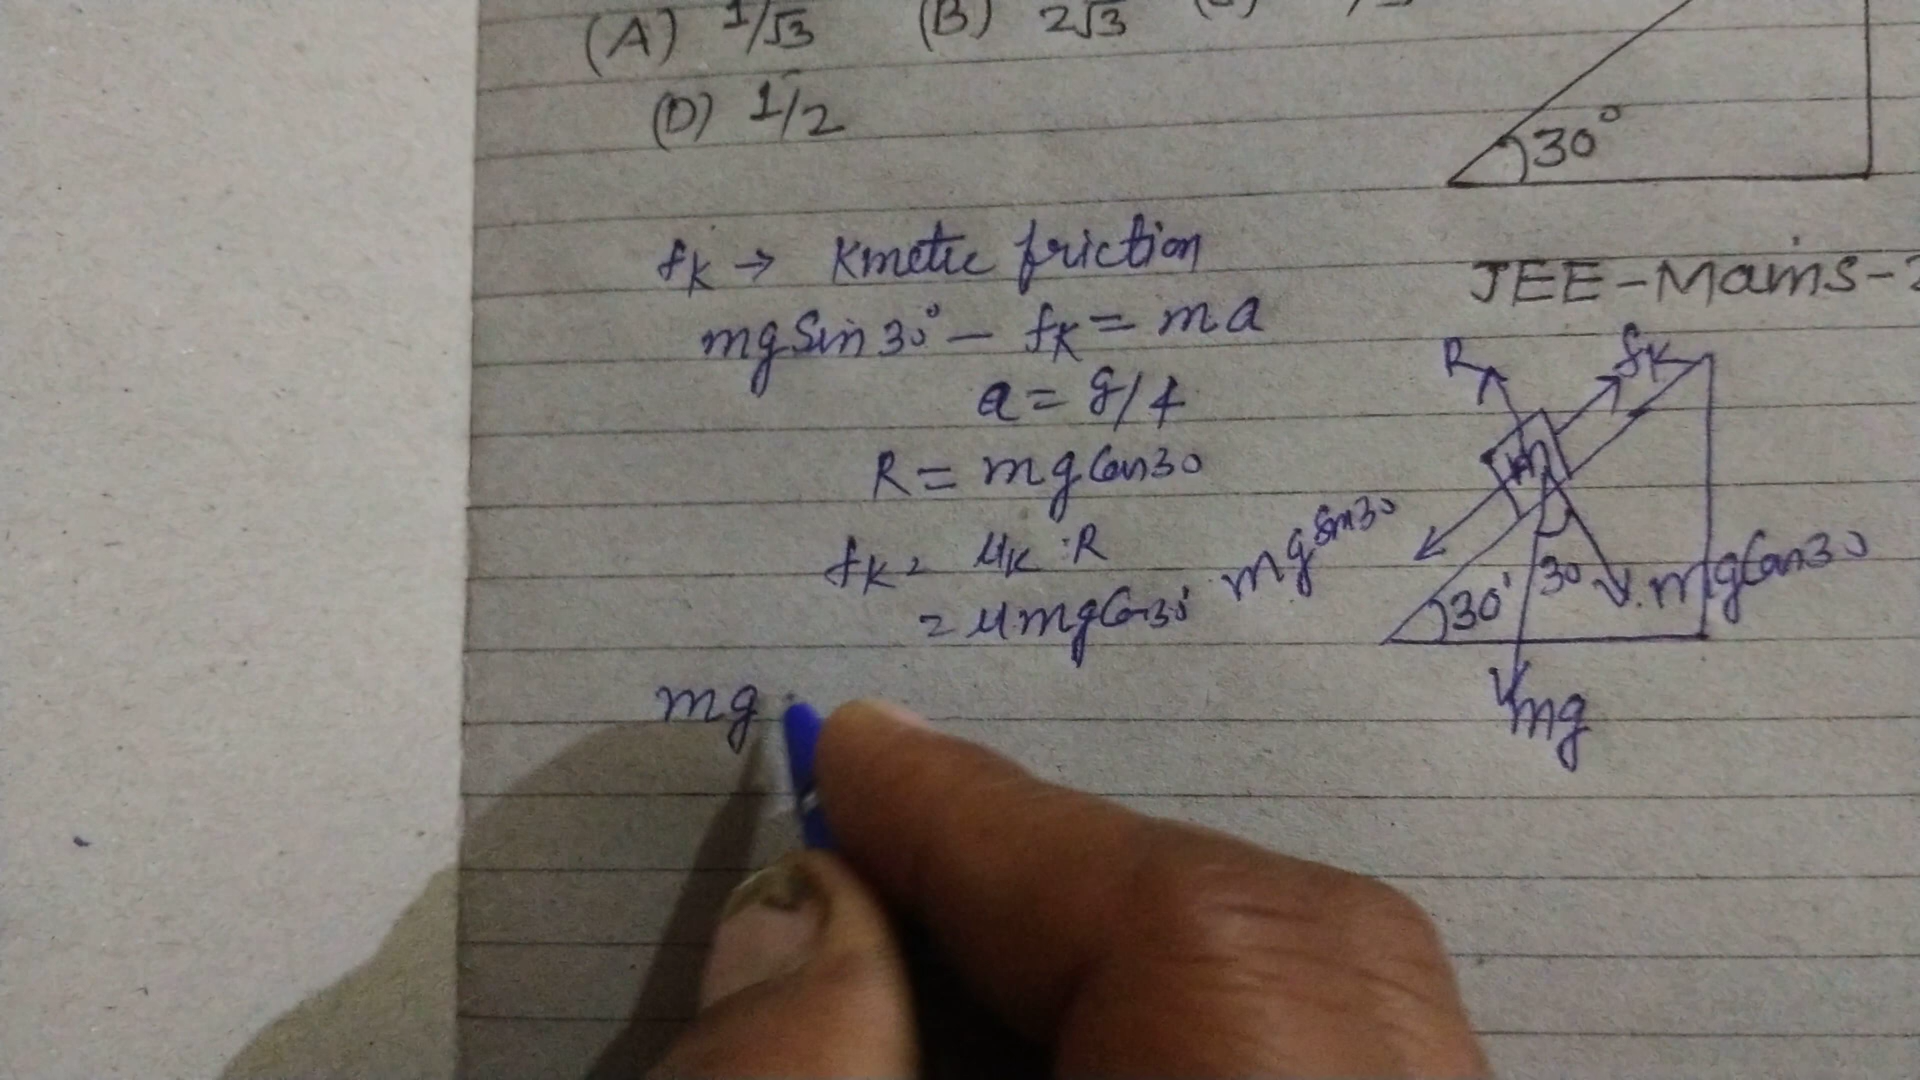 (A) 1/√3 (B) 2√3
(D) 1/2
30°
fK → Kinetic friction
JEE-Mains-2
mg Sin 30° - fK = ma
R fK
a = g/4
R = mg Cos 30
m
mg Sin 30
fK = μK . R
30° 30 mg Cos 30
= μ mg Cos 30°
mg
mg